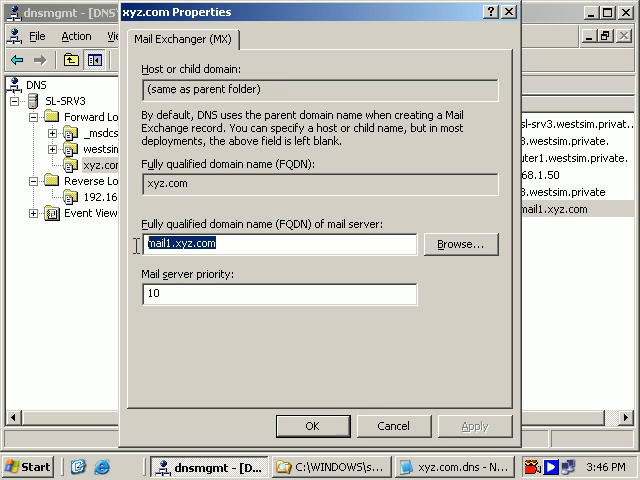 dnsmgmt - [DNS\
xyz.com Properties
File Action View
Mail Exchanger (MX)
DNS
SL-SRV3
Forward Lo
_msdcs
westsim
xyz.com
Reverse Lo
192.16
Event View
Host or child domain:
(same as parent folder)
By default, DNS uses the parent domain name when creating a Mail
Exchange record. You can specify a host or child name, but in most
deployments, the above field is left blank.
Fully qualified domain name (FQDN):
xyz.com
Fully qualified domain name (FQDN) of mail server:
mail1.xyz.com
Browse...
Mail server priority:
10
OK
Cancel
Apply
sl-srv3.westsim.privat..
3.westsim.private.
uter1.westsim.private
68.1.50
3.westsim.private
mail1.xyz.com
Start
dnsmgmt - [D...
C:\WINDOWS\s...
xyz.com.dns - N...
3:46 PM